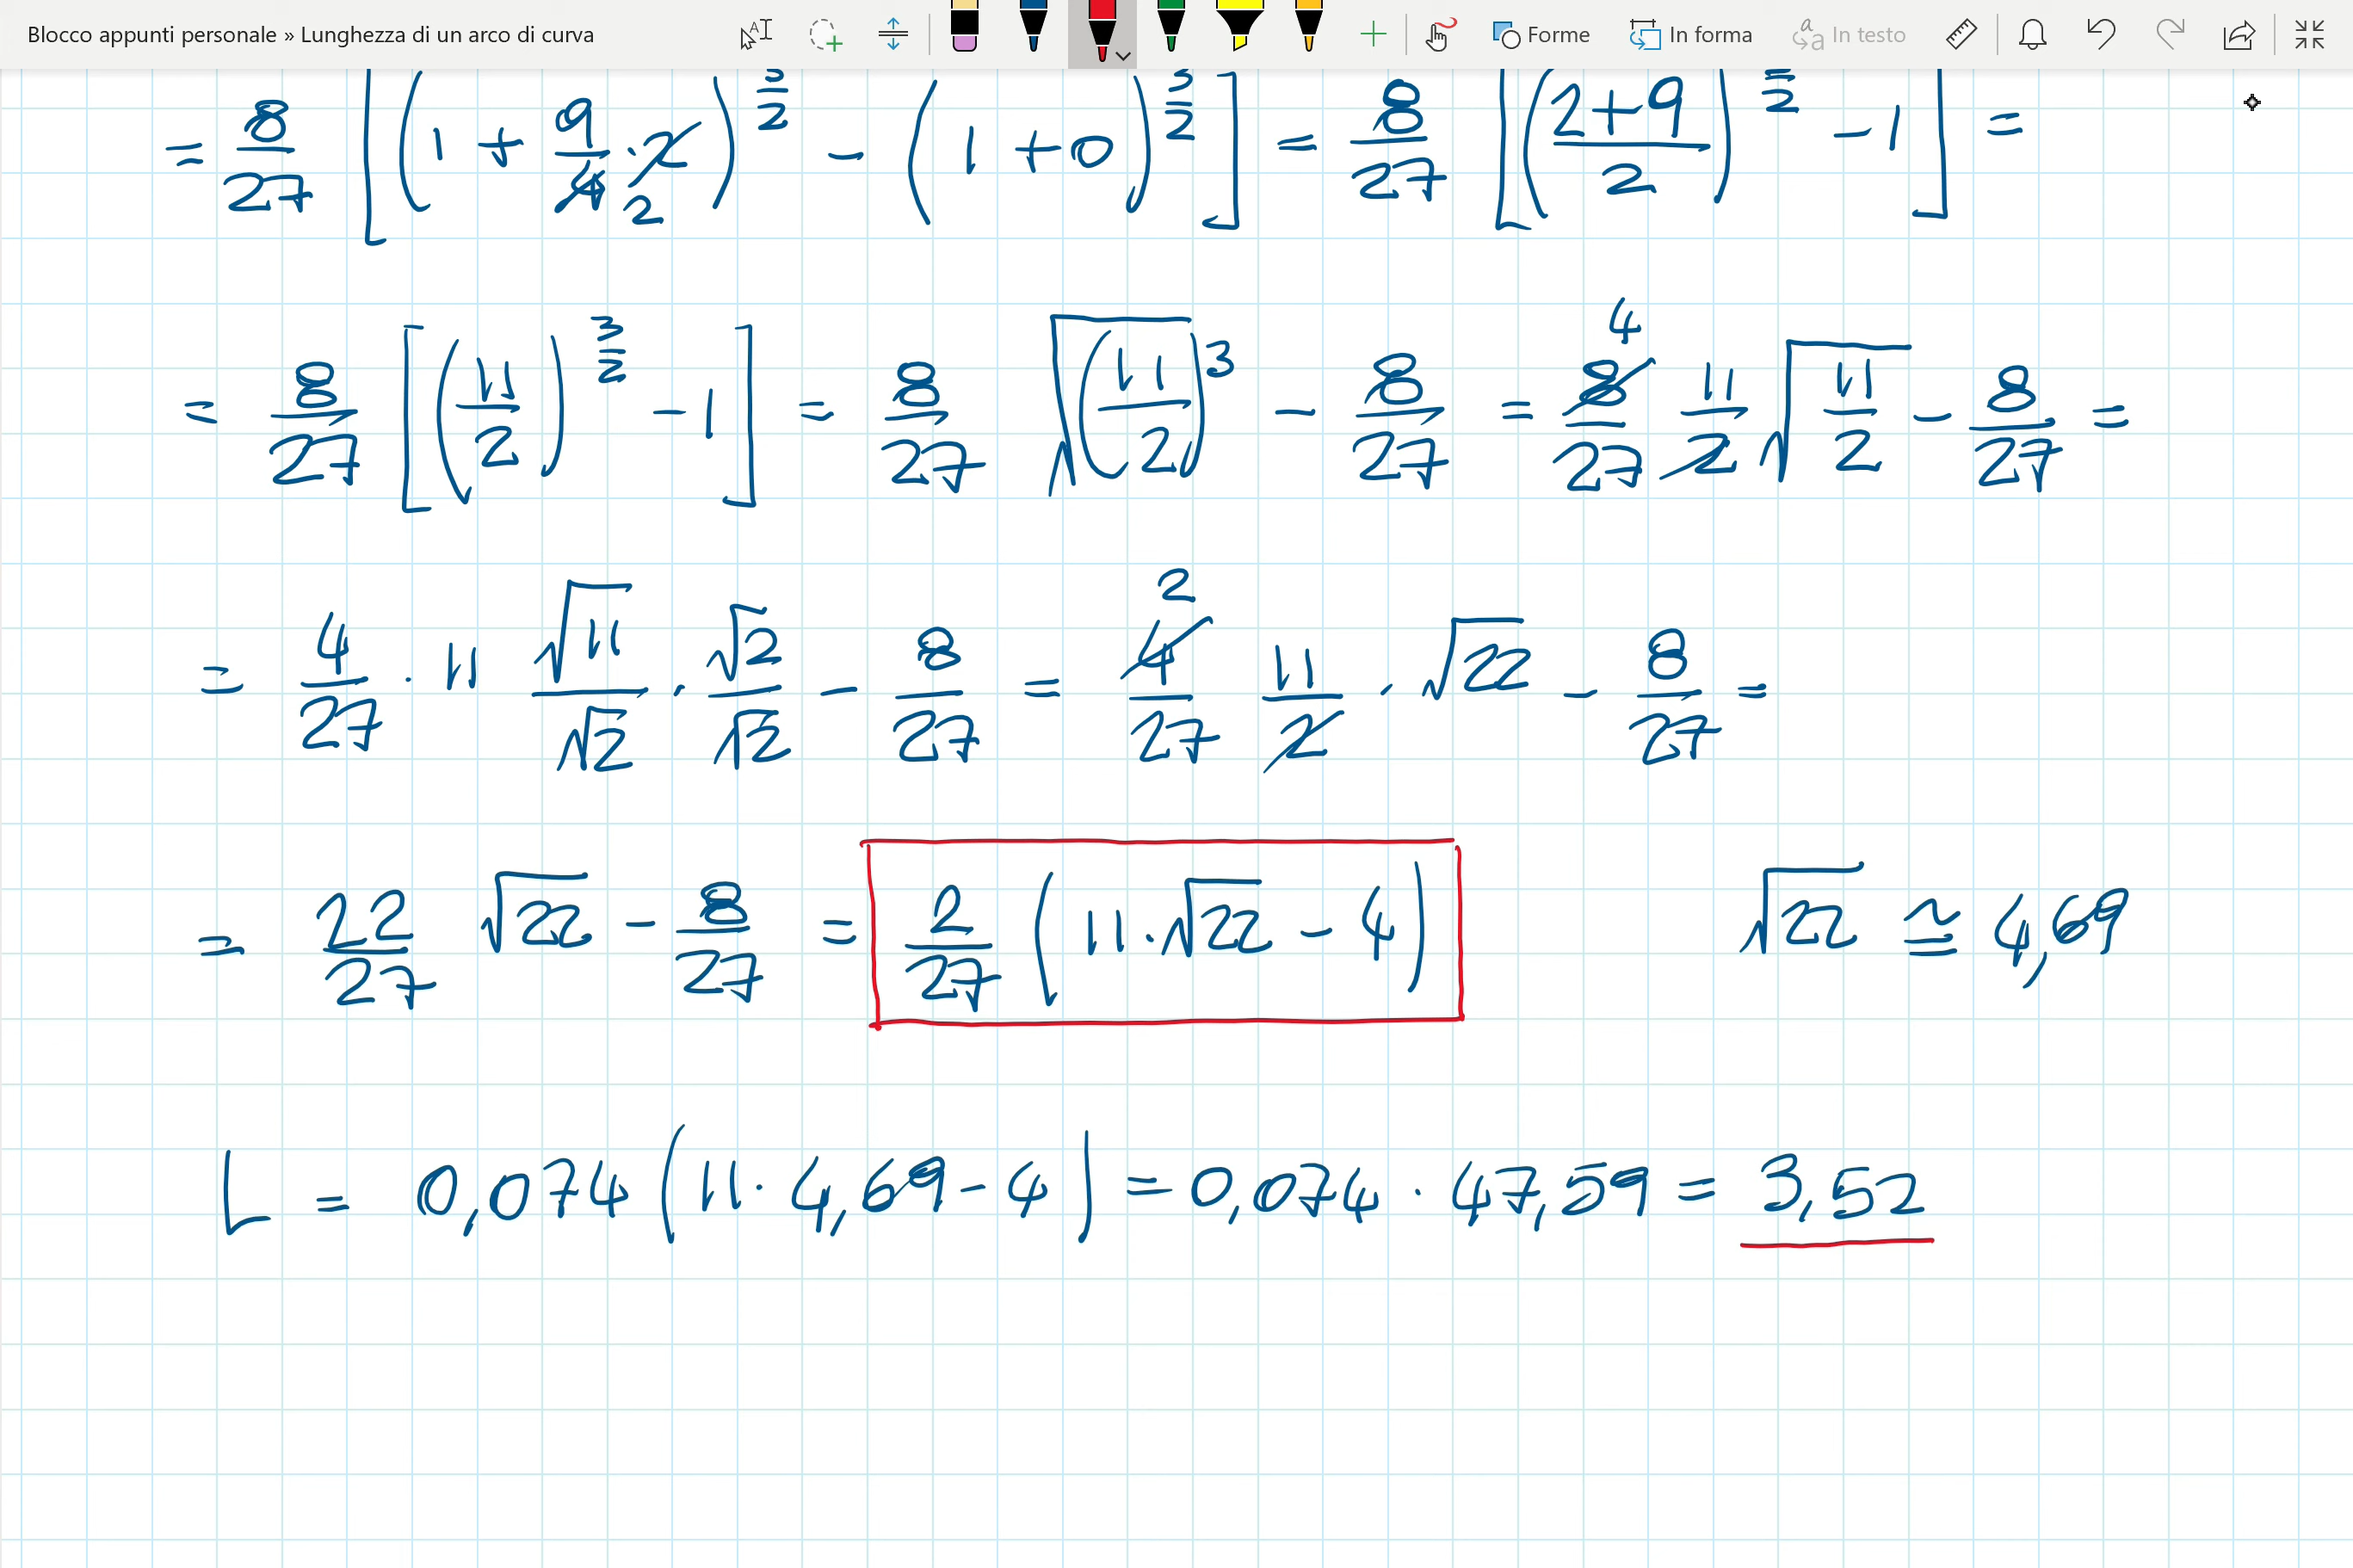 Blocco appunti personale » Lunghezza di un arco di curva Forme In forma In testo
= 8/27 [(1 + 9/4 · 2)^(3/2) − (1 + 0)^(3/2)] = 8/27 [((2+9)/2)^(3/2) − 1] =
= 8/27 [(11/2)^(3/2) − 1] = 8/27 √(11/2)^3 − 8/27 = 8/27 11/2 √(11/2) − 8/27 =
= 4/27 · 11 √11/√2 · √2/√2 − 8/27 = 4/27 11/2 · √22 − 8/27 =
= 22/27 √22 − 8/27 = 2/27 (11·√22 − 4) √22 ≅ 4,69
L = 0,074 (11· 4,69 − 4) = 0,074 · 47,59 = 3,52